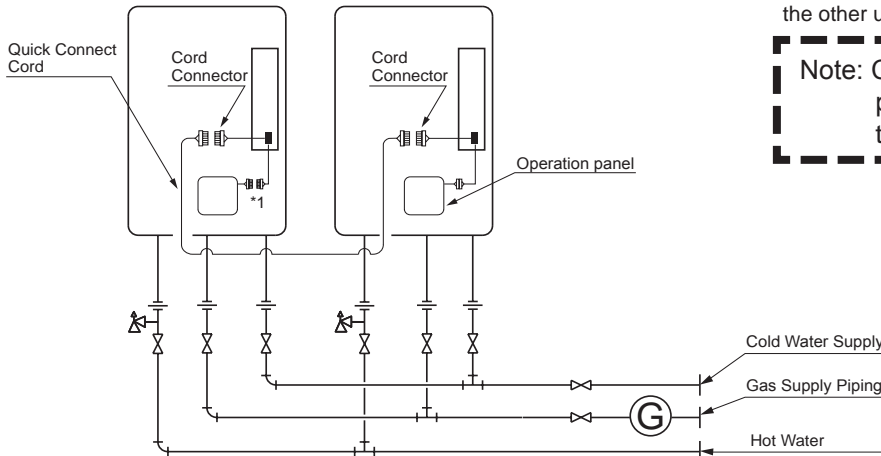 the other u
Note: C
p
t
Quick Connect
Cord
Cord
Connector
Cord
Connector
Operation panel
*1
Cold Water Supply
Gas Supply Piping
G
Hot Water